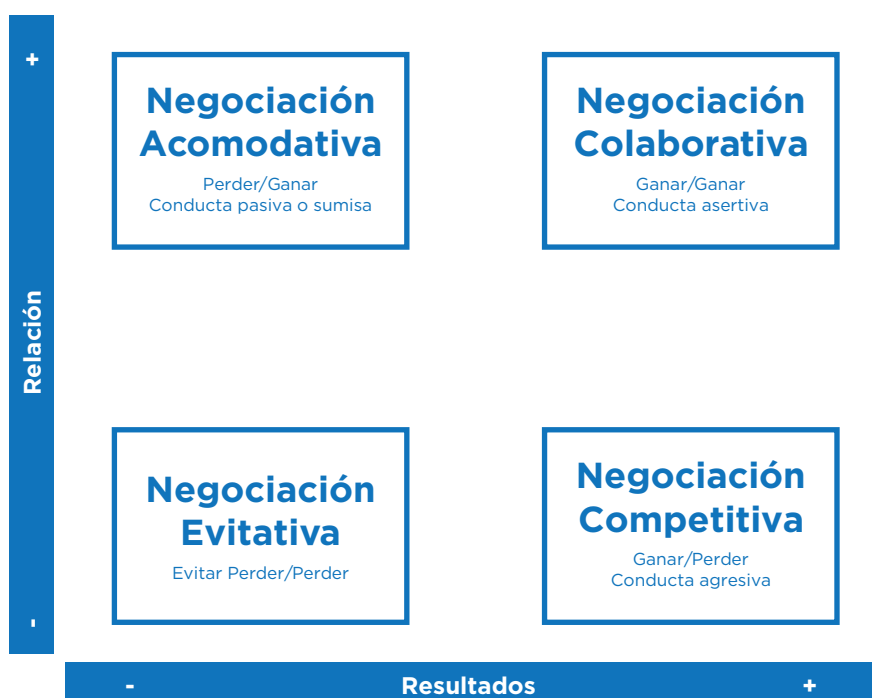 +
Relación
-
Negociación
Acomodativa
Perder/Ganar
Conducta pasiva o sumisa
Negociación
Colaborativa
Ganar/Ganar
Conducta asertiva
Negociación
Evitativa
Evitar Perder/Perder
Negociación
Competitiva
Ganar/Perder
Conducta agresiva
- Resultados +